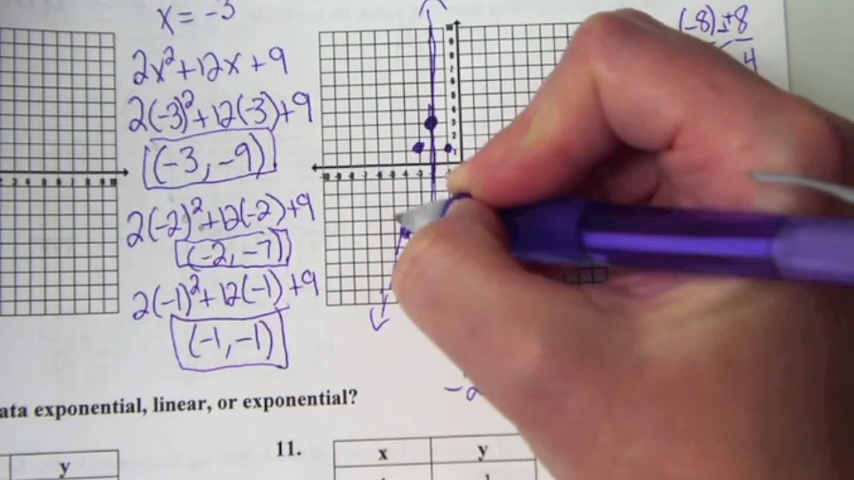 x = -3
2x²+12x+9
2(-3)²+12(-3)+9
(-3, -9)
2(-2)²+12(-2)+9
(-2, -7)
2(-1)²+12(-1)+9
(-1, -1)
(-8) ± 8
4
-2
ata exponential, linear, or exponential?
11.
x y
y